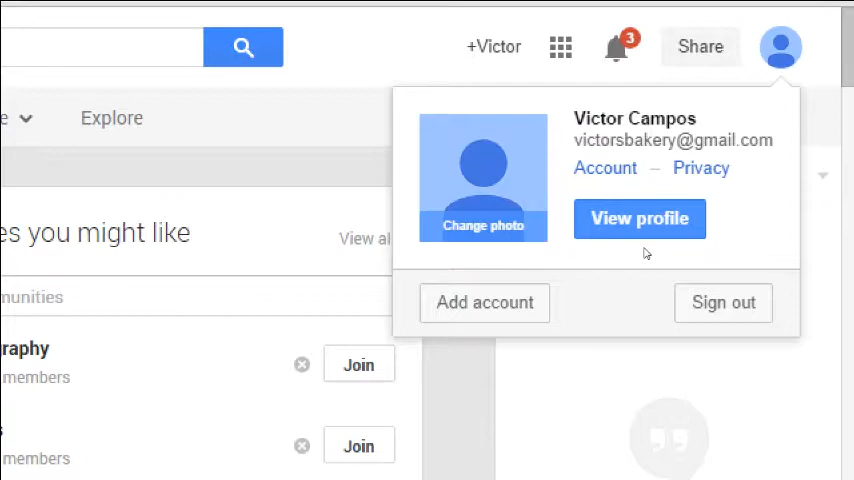 +Victor
3
Share
Explore
Victor Campos
victorsbakery@gmail.com
Account – Privacy
Change photo
View profile
Add account
Sign out
es you might like
View al
munities
graphy
members
Join
s
members
Join